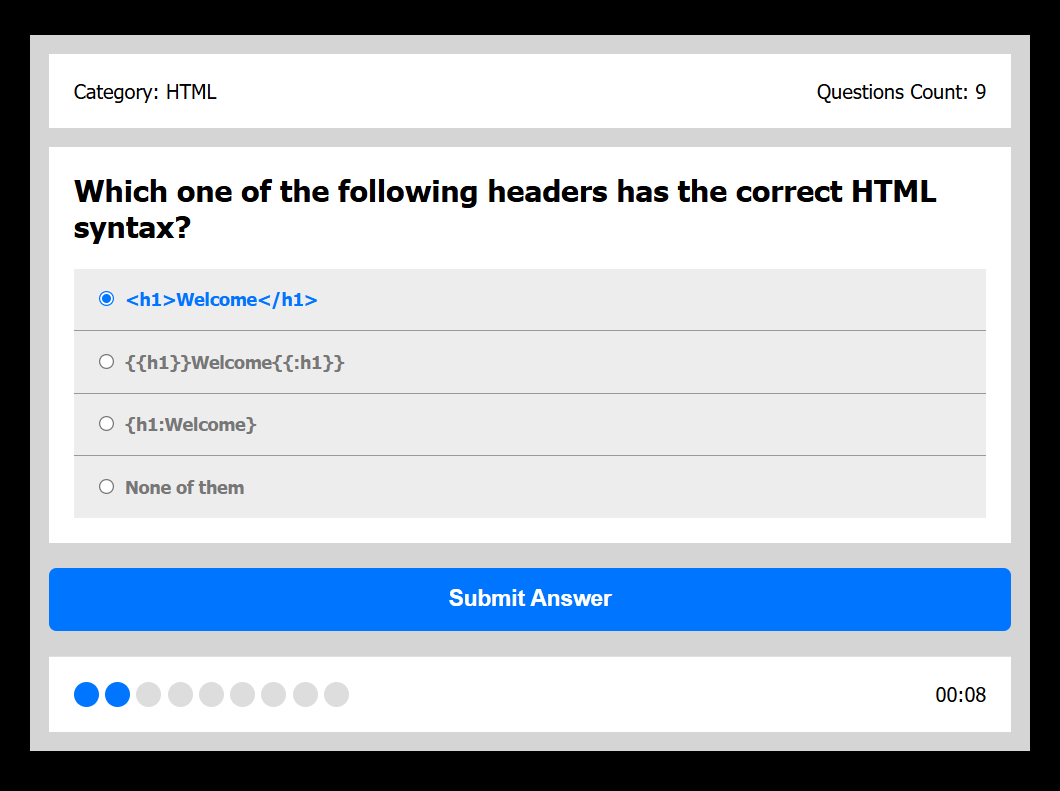 Category: HTML
Questions Count: 9
Which one of the following headers has the correct HTML
syntax?
<h1>Welcome</h1>
{{h1}}Welcome{{:h1}}
{h1:Welcome}
None of them
Submit Answer
00:08